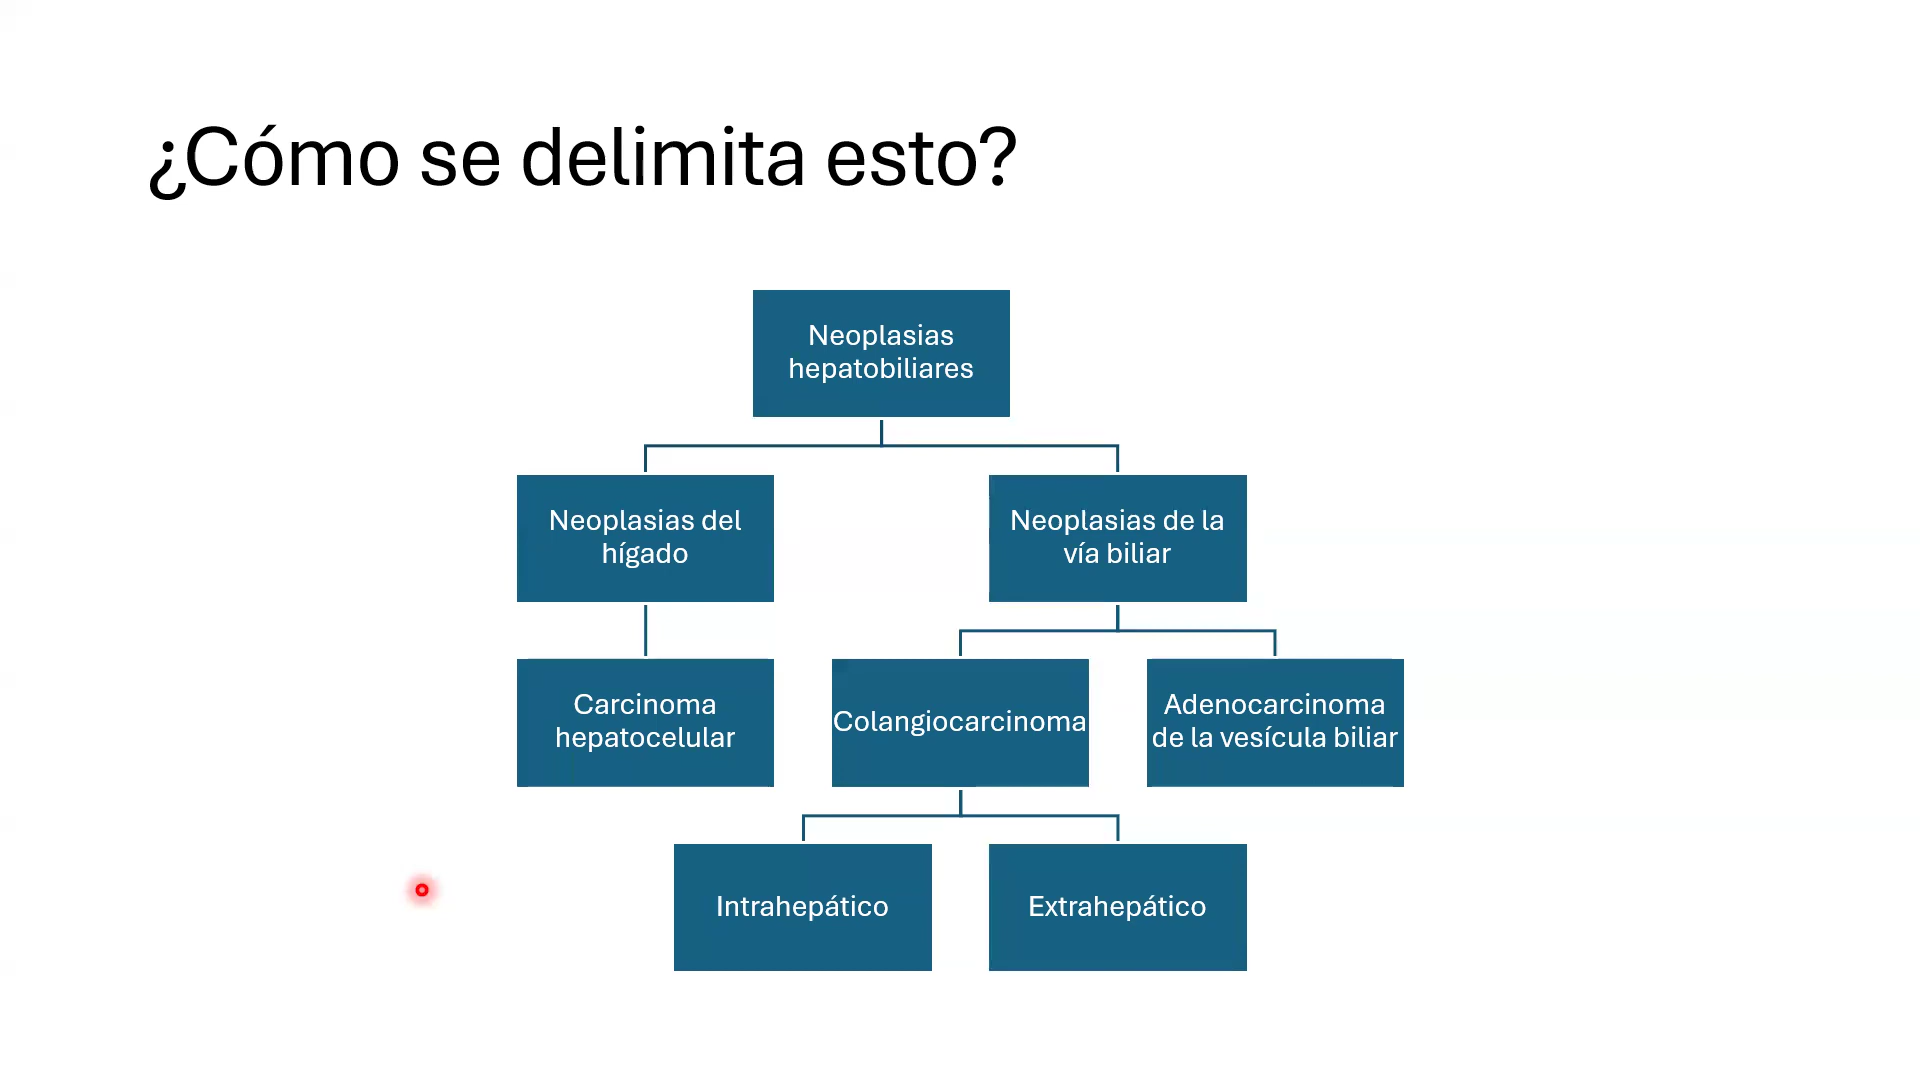 ¿Cómo se delimita esto?
Neoplasias
hepatobiliares
Neoplasias del
hígado
Neoplasias de la
vía biliar
Carcinoma
hepatocelular
Colangiocarcinoma
Adenocarcinoma
de la vesícula biliar
Intrahepático
Extrahepático